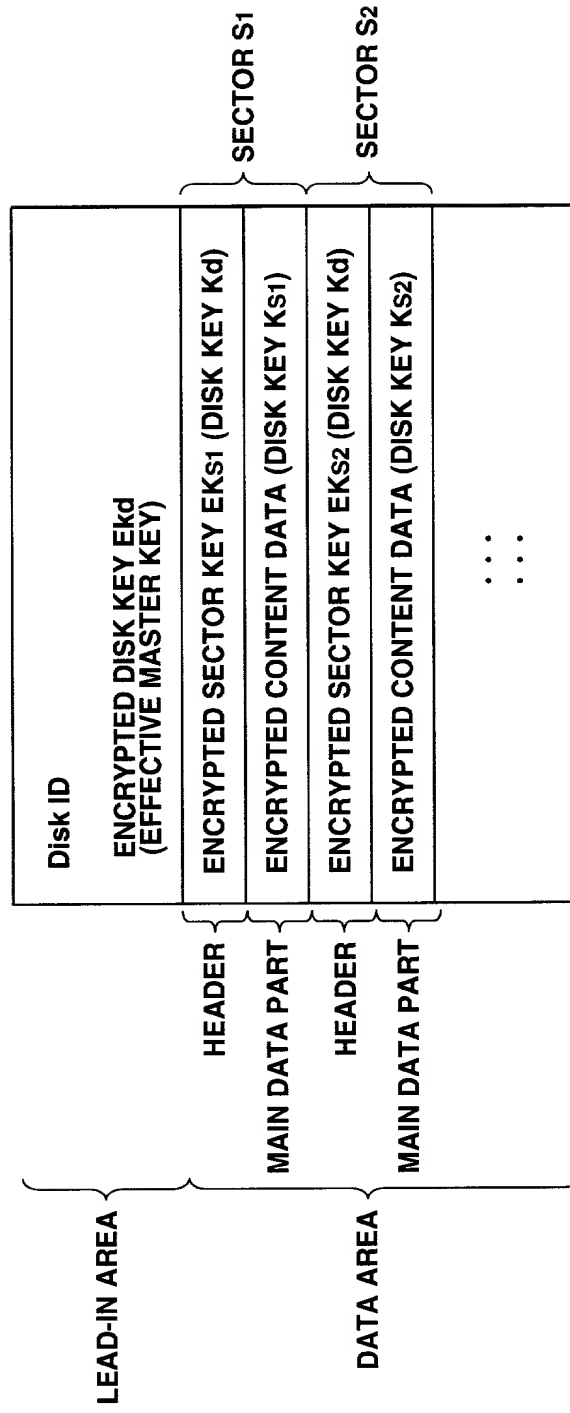 LEAD-IN AREA
Disk ID
ENCRYPTED DISK KEY Ekd
(EFFECTIVE MASTER KEY)
DATA AREA
HEADER
ENCRYPTED SECTOR KEY EKS1 (DISK KEY Kd)
SECTOR S1
MAIN DATA PART
ENCRYPTED CONTENT DATA (DISK KEY KS1)
HEADER
ENCRYPTED SECTOR KEY EKS2 (DISK KEY Kd)
SECTOR S2
MAIN DATA PART
ENCRYPTED CONTENT DATA (DISK KEY KS2)